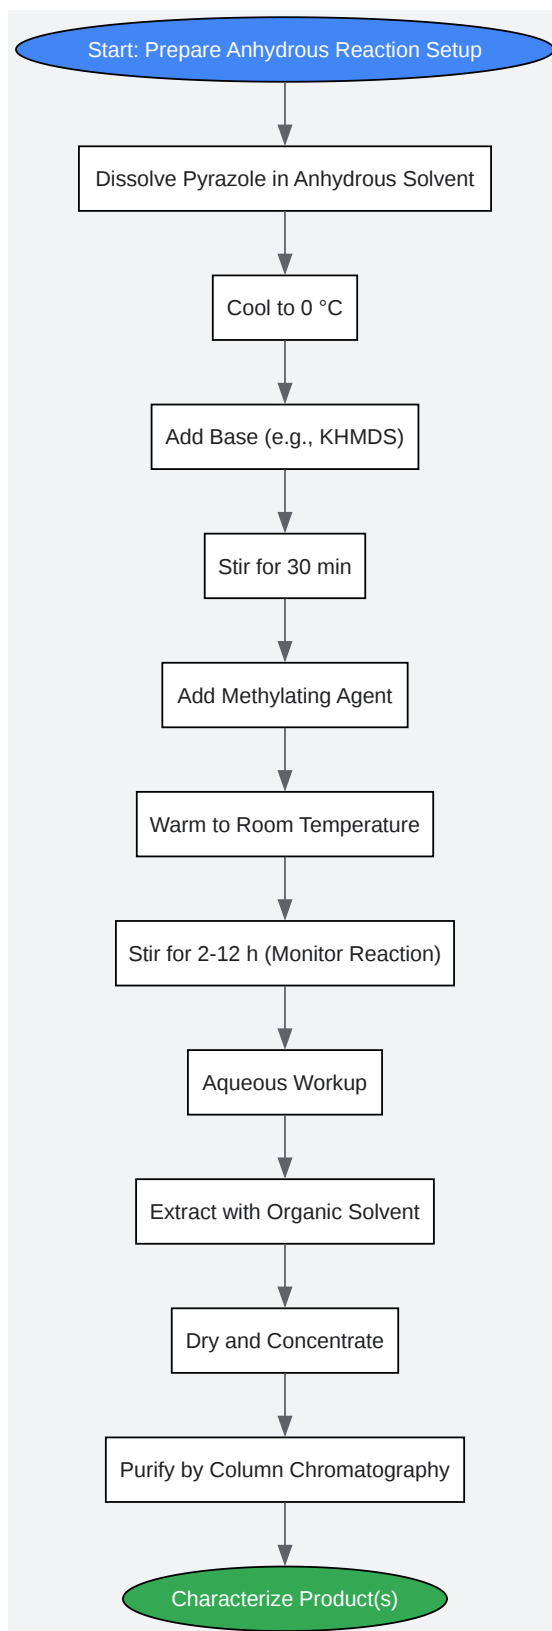 Start: Prepare Anhydrous Reaction Setup
Dissolve Pyrazole in Anhydrous Solvent
Cool to 0 °C
Add Base (e.g., KHMDS)
Stir for 30 min
Add Methylating Agent
Warm to Room Temperature
Stir for 2-12 h (Monitor Reaction)
Aqueous Workup
Extract with Organic Solvent
Dry and Concentrate
Purify by Column Chromatography
Characterize Product(s)